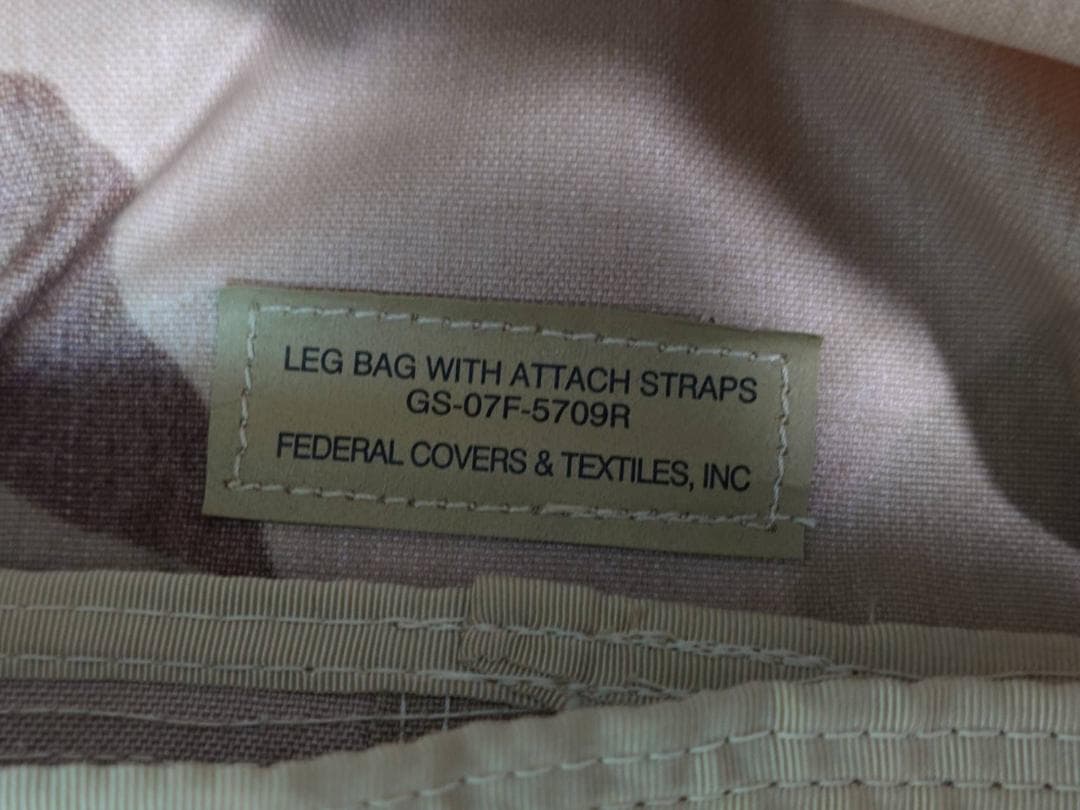 LEG BAG WITH ATTACH STRAPS
GS-07F-5709R
FEDERAL COVERS & TEXTILES, INC